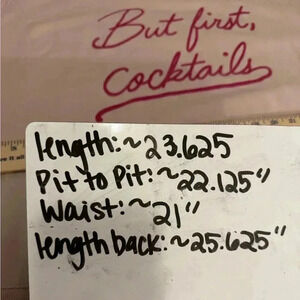 But first,
Cocktails
length:~23.625
Pit to Pit:~22.125"
Waist:~21"
length back:~25.625"